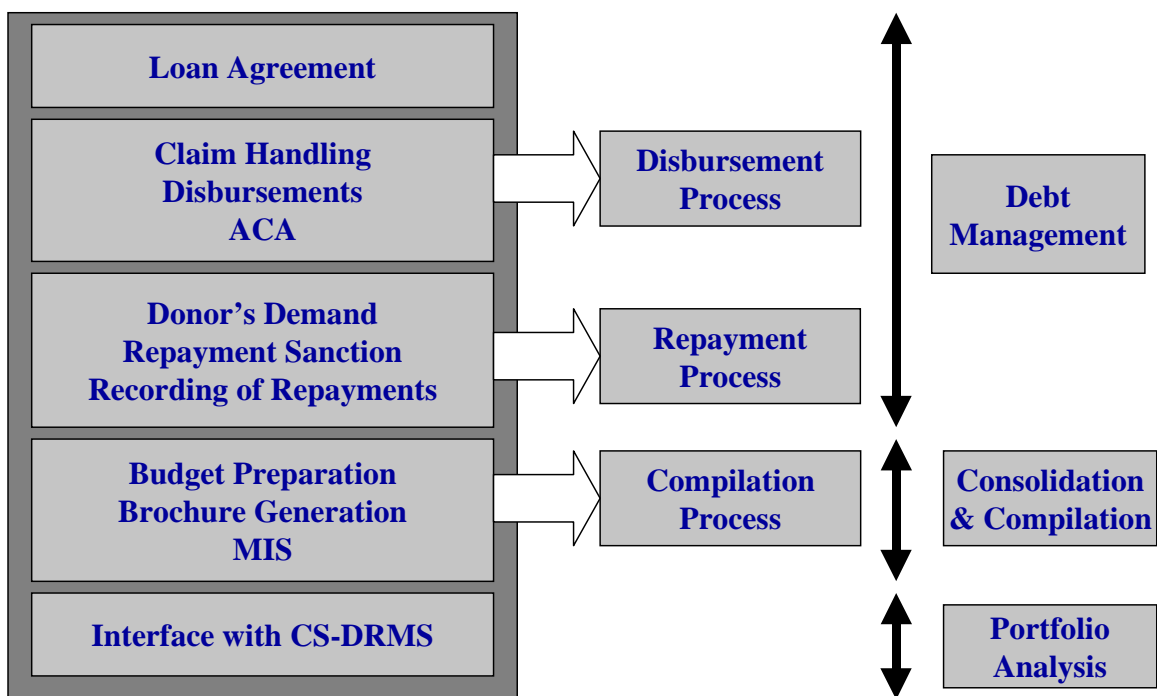 Loan Agreement
Claim Handling
Disbursements
ACA
Disbursement
Process
Debt
Management
Donor’s Demand
Repayment Sanction
Recording of Repayments
Repayment
Process
Budget Preparation
Brochure Generation
MIS
Compilation
Process
Consolidation
& Compilation
Interface with CS-DRMS
Portfolio
Analysis